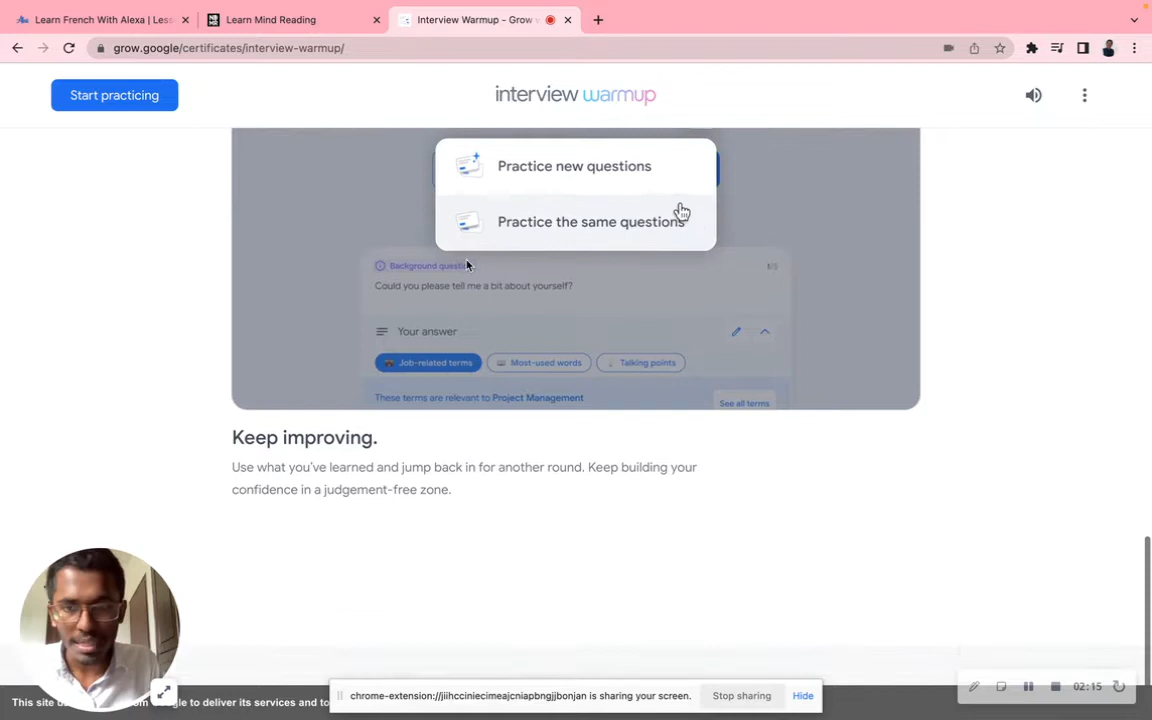 Learn French With Alexa | Less
Learn Mind Reading
Interview Warmup - Grow
grow.google/certificates/interview-warmup/
Start practicing
interview warmup
Practice new questions
Practice the same questions
Background question
Could you please tell me a bit about yourself?
Your answer
Job-related terms
Most-used words
Talking points
These terms are relevant to Project Management
See all terms
Keep improving.
Use what you've learned and jump back in for another round. Keep building your
confidence in a judgement-free zone.
This site
to deliver its services and to
chrome-extension://jiihcciniecimeajcniapbngjjbonjan is sharing your screen.
Stop sharing
Hide
02:15